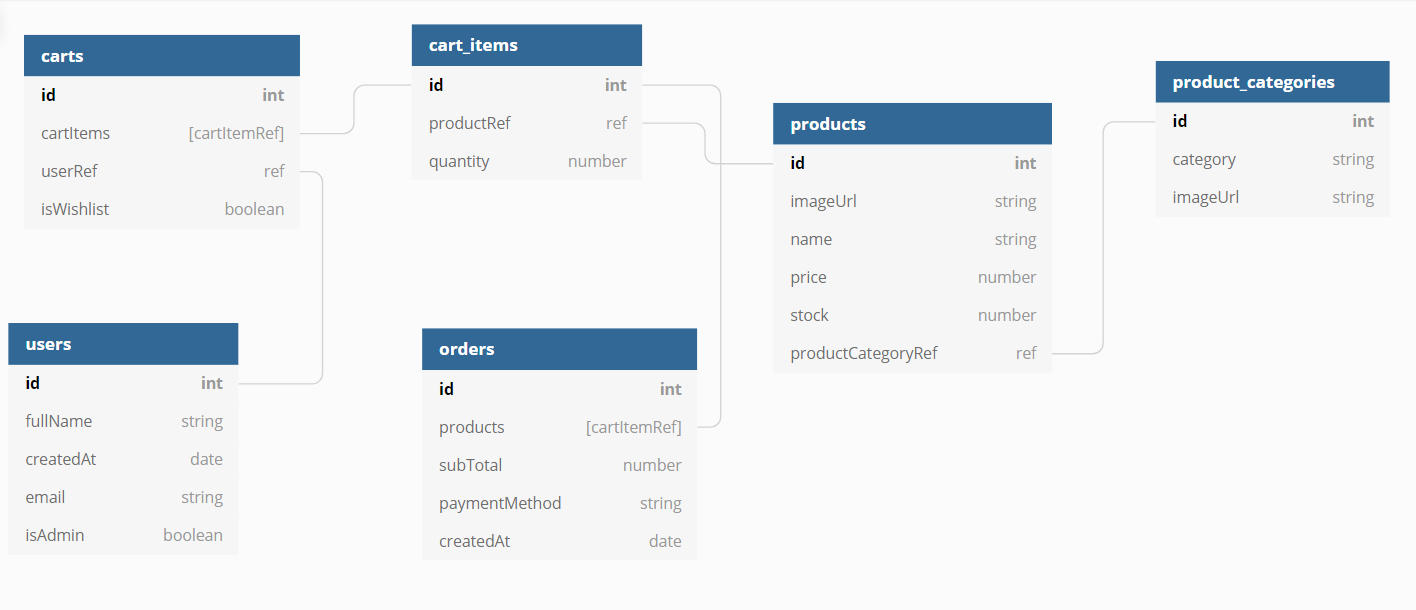 carts
id int
cartItems [cartItemRef]
userRef ref
isWishlist boolean
cart_items
id int
productRef ref
quantity number
products
id int
imageUrl string
name string
price number
stock number
productCategoryRef ref
product_categories
id int
category string
imageUrl string
users
id int
fullName string
createdAt date
email string
isAdmin boolean
orders
id int
products [cartItemRef]
subTotal number
paymentMethod string
createdAt date